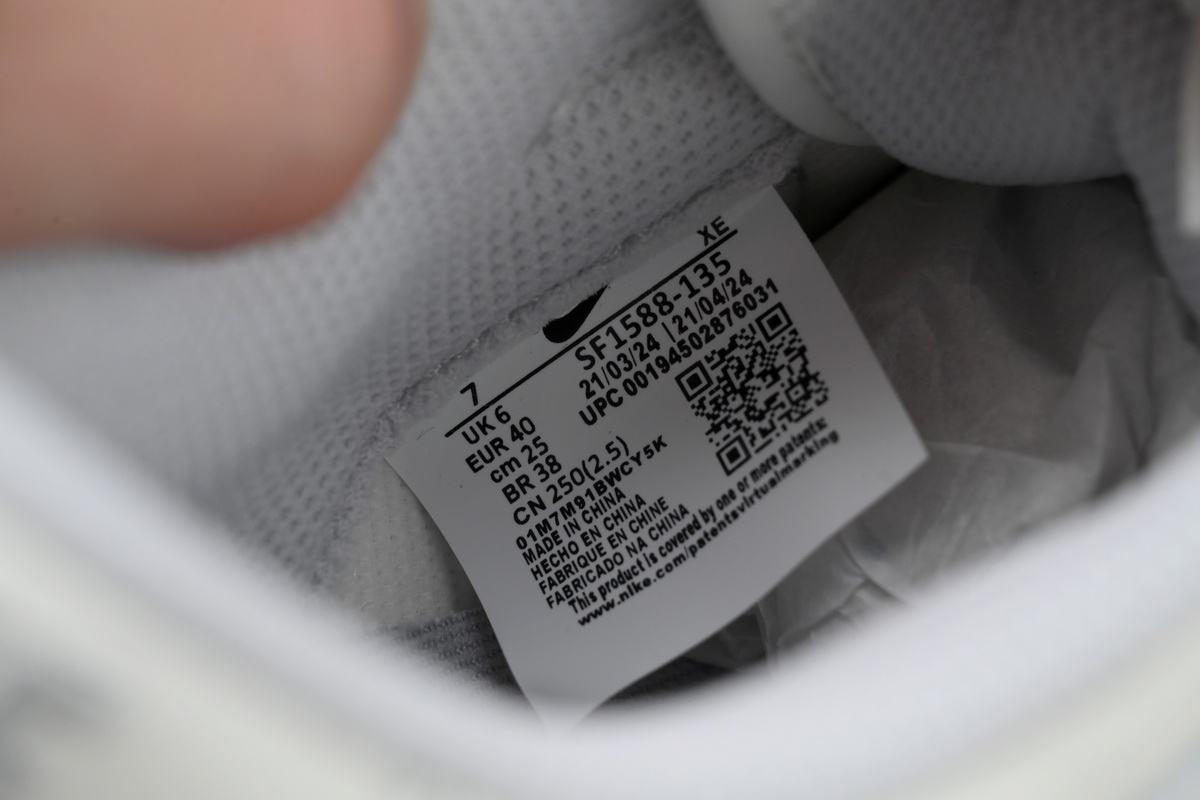 7 XE
UK 6 SF1588-135
EUR 40 21/03/24 | 21/04/24
cm 25 UPC 00194502876031
BR 38
CN 250(2.5)
01M7M91BWCY5K
MADE IN CHINA
HECHO EN CHINA
FABRIQUE EN CHINE
FABRICADO NA CHINA
This product is covered by one or more patents:
www.nike.com/patentsvirtualmarking